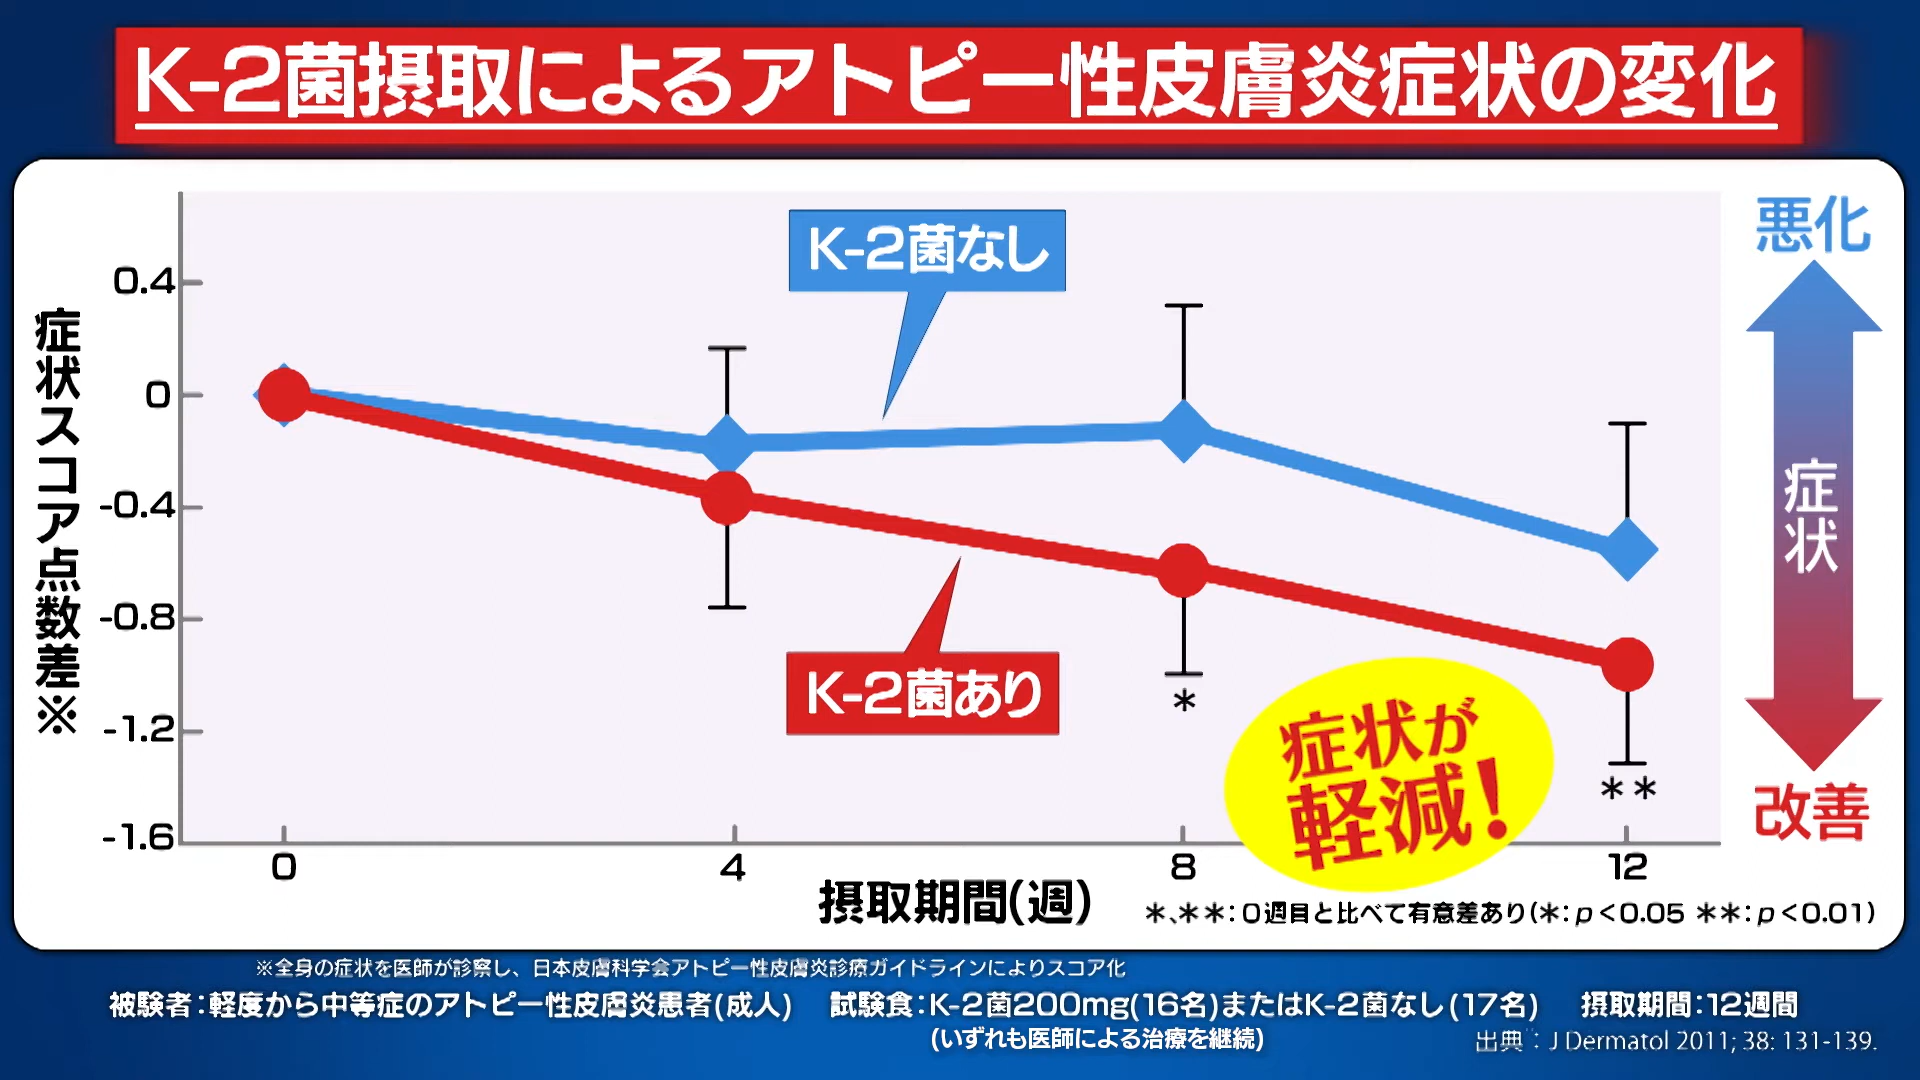 K-2菌摂取によるアトピー性皮膚炎症状の変化
症状スコア点数差※
0.4
0
-0.4
-0.8
-1.2
-1.6
K-2菌なし
K-2菌あり
*
**
症状が
軽減!
悪化
症状
改善
0
4
8
12
摂取期間(週)
*、**:0週目と比べて有意差あり(*:p<0.05 **:p<0.01)
※全身の症状を医師が診察し、日本皮膚科学会アトピー性皮膚炎診療ガイドラインによりスコア化
被験者:軽度から中等症のアトピー性皮膚炎患者(成人) 試験食:K-2菌200mg(16名)またはK-2菌なし(17名) 摂取期間:12週間
(いずれも医師による治療を継続)
出典:J Dermatol 2011; 38: 131-139.